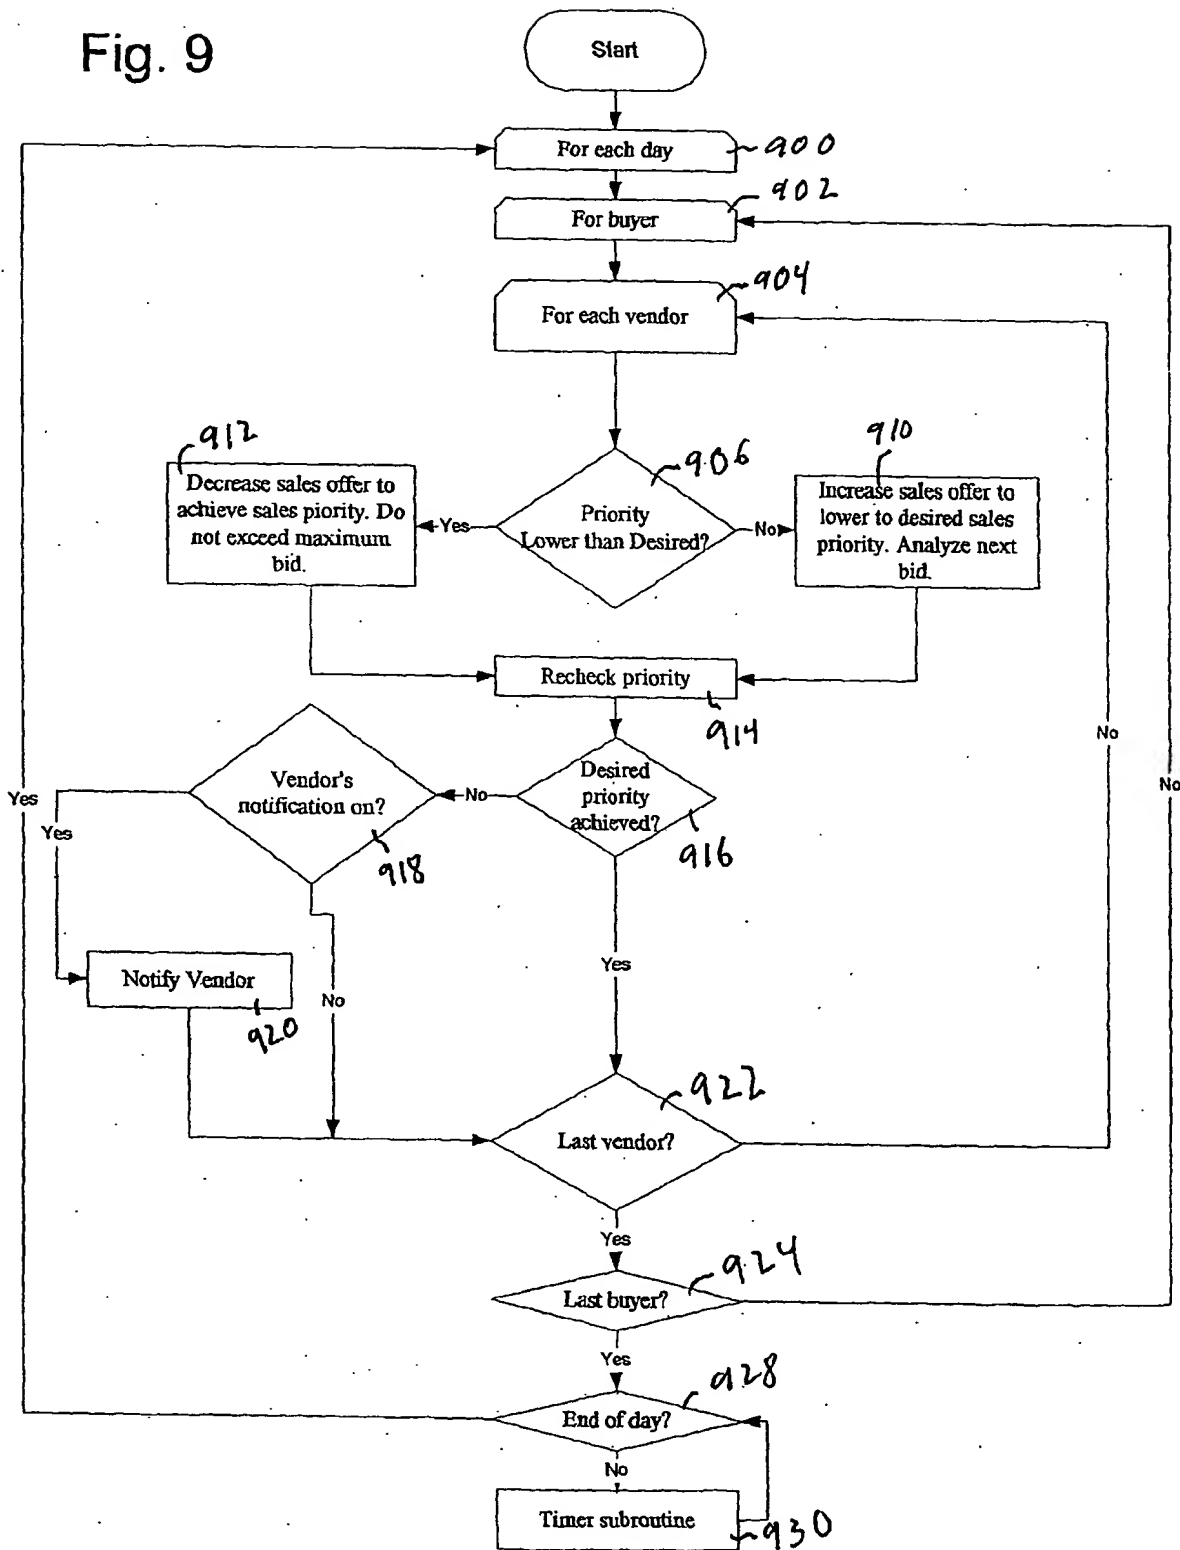 Fig. 9
Start
For each day
900
902
For buyer
904
For each vendor
912
910
906
Decrease sales offer to
achieve sales piority. Do
not exceed maximum
bid.
Yes
Priority
Lower than Desired?
No
Increase sales offer to
lower to desired sales
priority. Analyze next
bid.
Recheck priority
914
No
Desired
priority
achieved?
916
No
Vendor's
notification on?
918
No
Yes
Yes
Notify Vendor
920
No
Yes
922
Last vendor?
Yes
924
Last buyer?
Yes
928
End of day?
No
Timer subroutine
930